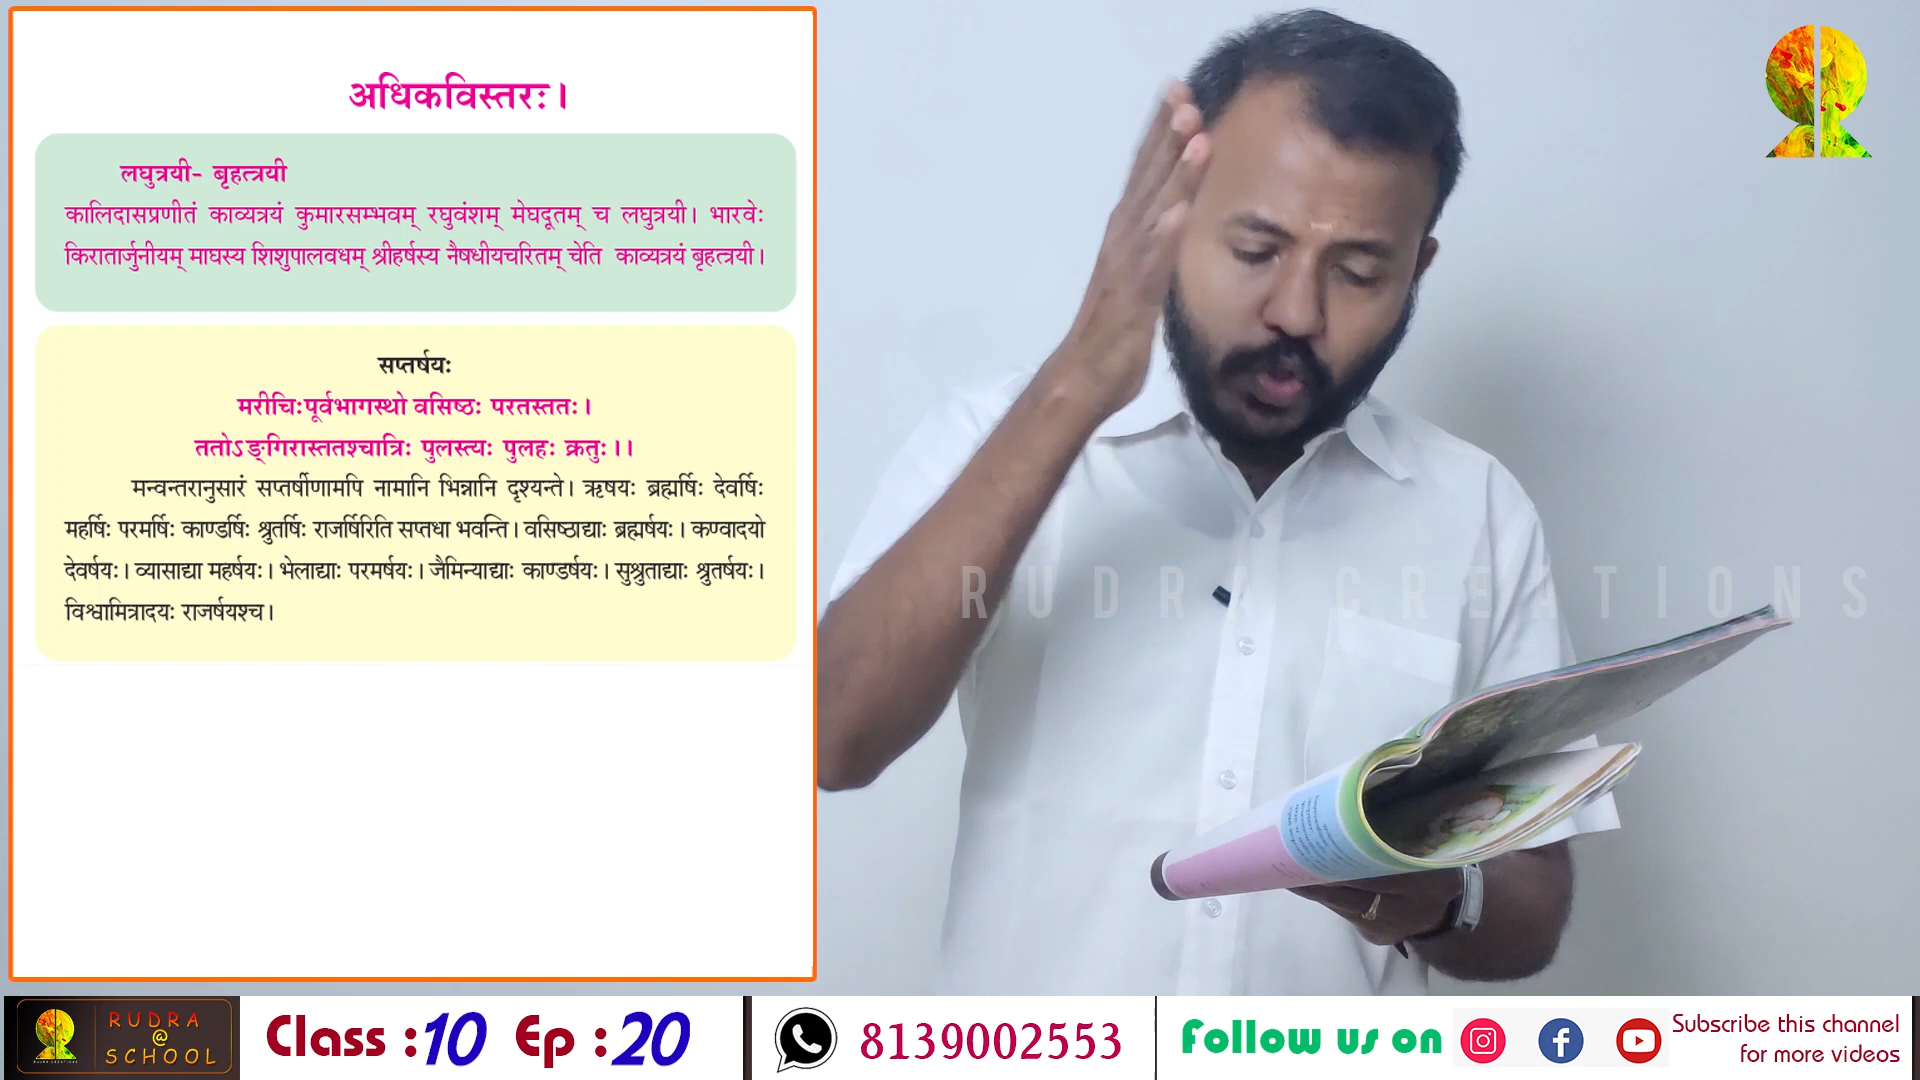 अधिकविस्तरः।
लघुत्रयी- बृहत्त्रयी
कालिदासप्रणीतं काव्यत्रयं कुमारसम्भवम् रघुवंशम् मेघदूतम् च लघुत्रयी। भारवेः
किरातार्जुनीयम् माघस्य शिशुपालवधम् श्रीहर्षस्य नैषधीयचरितम् चेति काव्यत्रयं बृहत्त्रयी।
सप्तर्षयः
मरीचिःपूर्वभागस्थो वसिष्ठः परतस्ततः।
ततोऽङ्गिरास्ततश्चात्रिः पुलस्त्यः पुलहः क्रतुः।।
मन्वन्तरानुसारं सप्तर्षीणामपि नामानि भिन्नानि दृश्यन्ते। ऋषयः ब्रह्मर्षिः देवर्षिः
महर्षिः परमर्षिः काण्डर्षिः श्रुतर्षिः राजर्षिरिति सप्तधा भवन्ति। वसिष्ठाद्याः ब्रह्मर्षयः। कण्वादयो
देवर्षयः। व्यासाद्या महर्षयः। भेलाद्याः परमर्षयः। जैमिन्याद्याः काण्डर्षयः। सुश्रुताद्याः श्रुतर्षयः।
विश्वामित्रादयः राजर्षयश्च।
RUDRA CREATIONS
RUDRA
@
SCHOOL
Class :10 Ep :20
8139002553
Follow us on
Subscribe this channel
for more videos